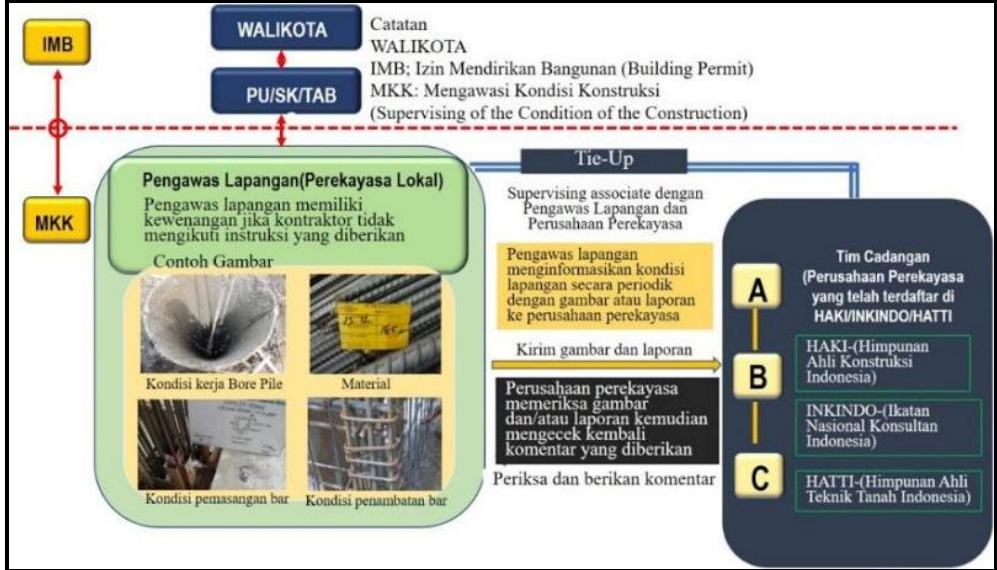 IMB
WALIKOTA
PU/SK/TAB
Catatan
WALIKOTA
IMB; Izin Mendirikan Bangunan (Building Permit)
MKK: Mengawasi Kondisi Konstruksi
(Supervising of the Condition of the Construction)
MKK
Pengawas Lapangan(Perekayasa Lokal)
Pengawas lapangan memiliki
kewenangan jika kontraktor tidak
mengikuti instruksi yang diberikan
Contoh Gambar
Kondisi kerja Bore Pile
Material
Kondisi pemasangan bar
Kondisi penambatan bar
Tie-Up
Supervising associate dengan
Pengawas Lapangan dan
Perusahaan Perekayasa
Pengawas lapangan
menginformasikan kondisi
lapangan secara periodik
dengan gambar atau laporan
ke perusahaan perekayasa
Kirim gambar dan laporan
Perusahaan perekayasa
memeriksa gambar
dan/atau laporan kemudian
mengecek kembali
komentar yang diberikan
Periksa dan berikan komentar
Tim Cadangan
(Perusahaan Perekayasa
yang telah terdaftar di
HAKI/INKINDO/HATTI
A
B
C
HAKI-(Himpunan
Ahli Konstruksi
Indonesia)
INKINDO-(Ikatan
Nasional Konsultan
Indonesia)
HATTI-(Himpunan Ahli
Teknik Tanah Indonesia)